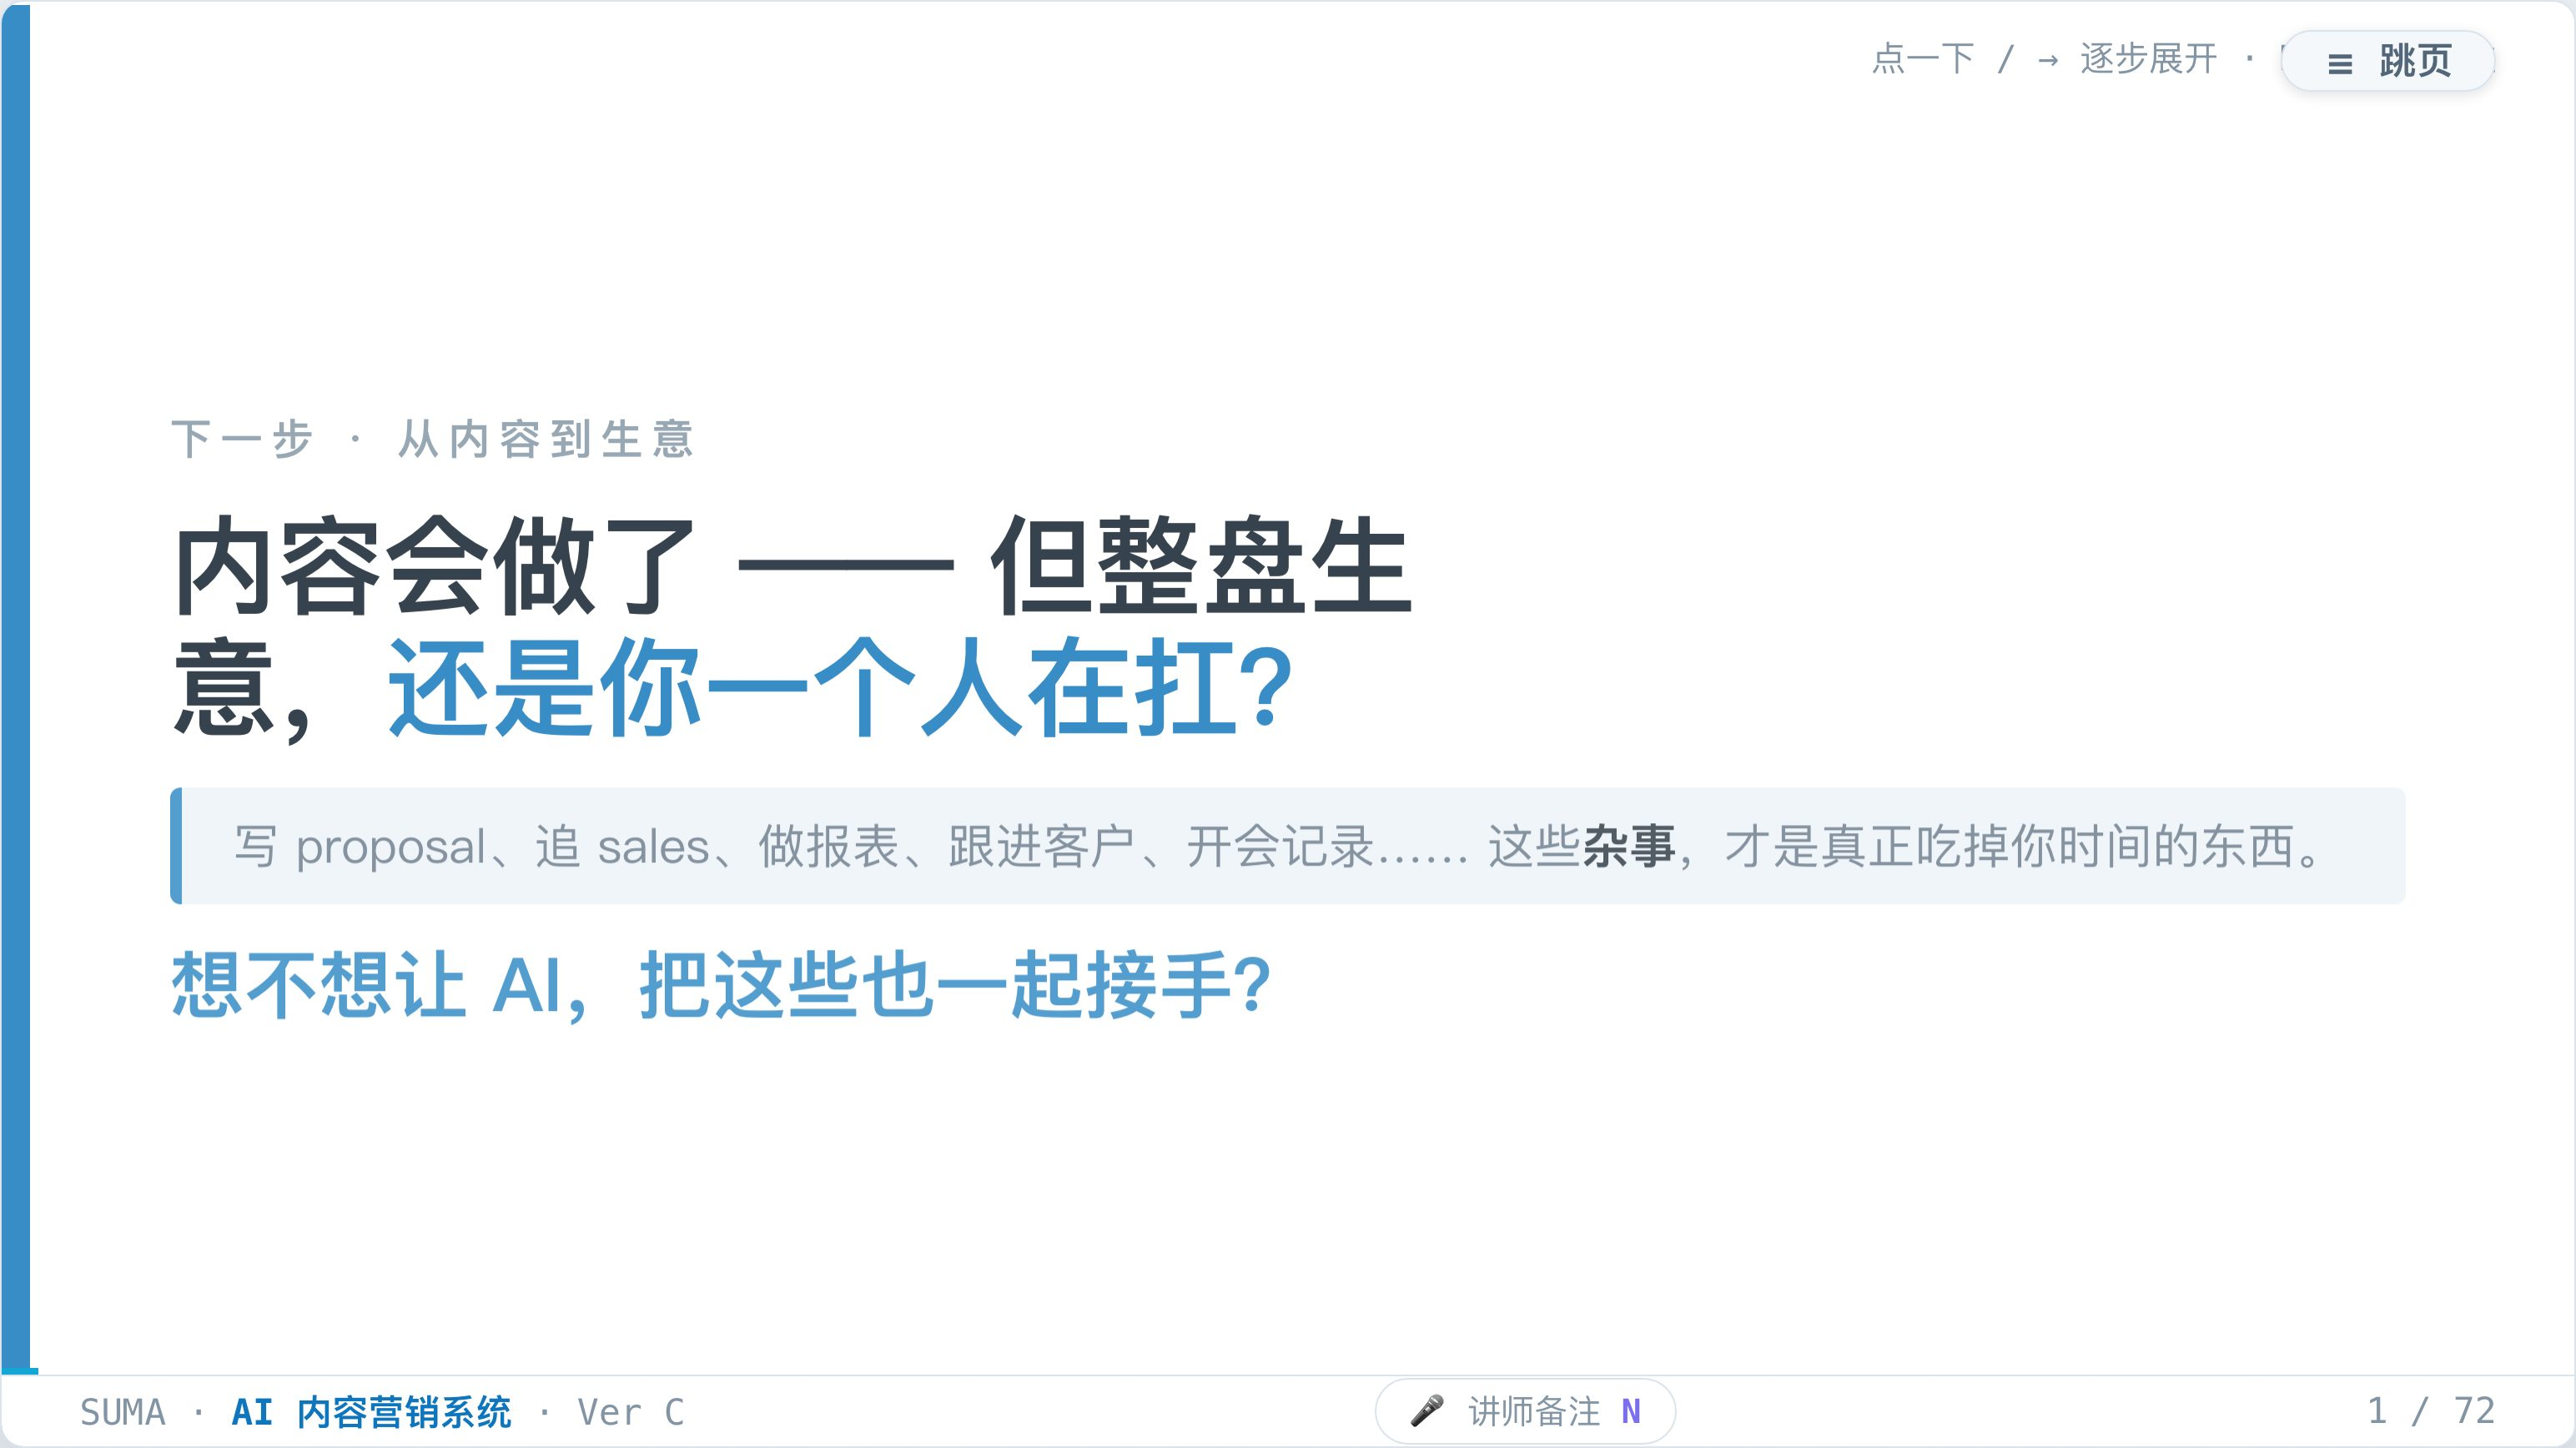 点一下 / → 逐步展开 ·
≡ 跳页
下一步 · 从内容到生意
内容会做了 —— 但整盘生
意，还是你一个人在扛？
写 proposal、追 sales、做报表、跟进客户、开会记录…… 这些杂事，才是真正吃掉你时间的东西。
想不想让 AI，把这些也一起接手？
SUMA · AI 内容营销系统 · Ver C
🎤 讲师备注 N
1 / 72